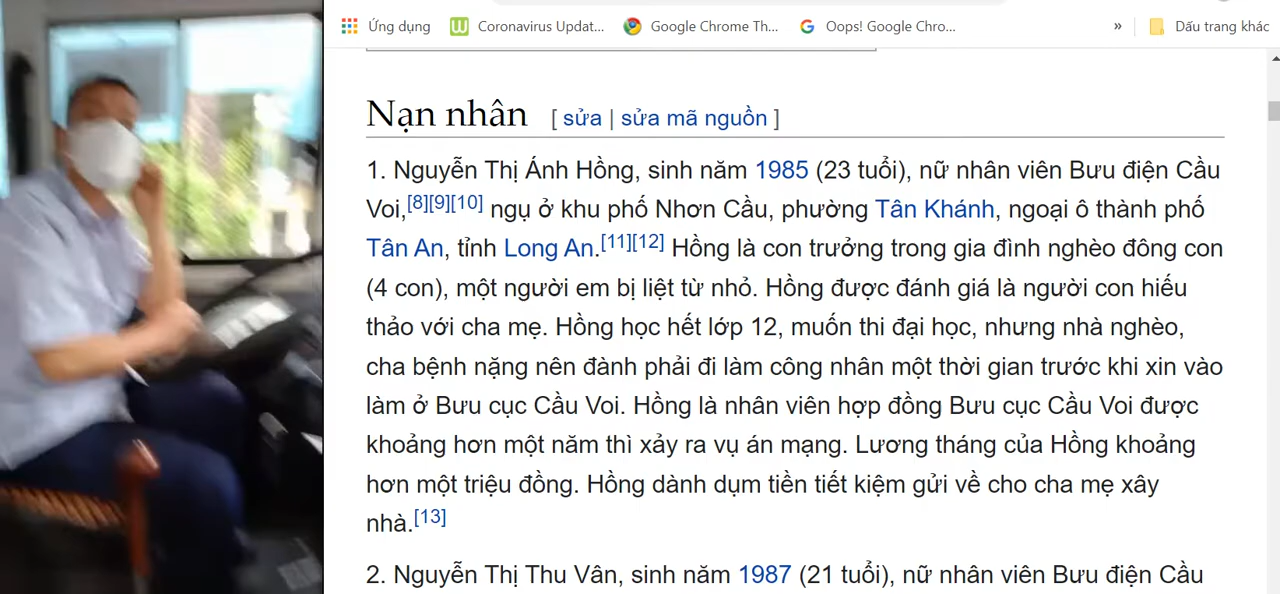 Ứng dụng Coronavirus Updat... Google Chrome Th... Oops! Google Chro... » Dấu trang khác
Nạn nhân [ sửa | sửa mã nguồn ]
1. Nguyễn Thị Ánh Hồng, sinh năm 1985 (23 tuổi), nữ nhân viên Bưu điện Cầu
Voi,[8][9][10] ngụ ở khu phố Nhơn Cầu, phường Tân Khánh, ngoại ô thành phố
Tân An, tỉnh Long An.[11][12] Hồng là con trưởng trong gia đình nghèo đông con
(4 con), một người em bị liệt từ nhỏ. Hồng được đánh giá là người con hiếu
thảo với cha mẹ. Hồng học hết lớp 12, muốn thi đại học, nhưng nhà nghèo,
cha bệnh nặng nên đành phải đi làm công nhân một thời gian trước khi xin vào
làm ở Bưu cục Cầu Voi. Hồng là nhân viên hợp đồng Bưu cục Cầu Voi được
khoảng hơn một năm thì xảy ra vụ án mạng. Lương tháng của Hồng khoảng
hơn một triệu đồng. Hồng dành dụm tiền tiết kiệm gửi về cho cha mẹ xây
nhà.[13]
2. Nguyễn Thị Thu Vân, sinh năm 1987 (21 tuổi), nữ nhân viên Bưu điện Cầu